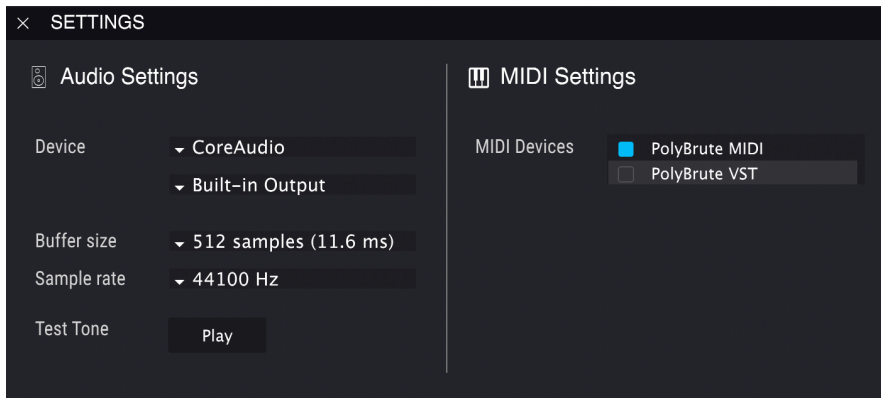 × SETTINGS
Audio Settings
Device
CoreAudio
Built-in Output
Buffer size
512 samples (11.6 ms)
Sample rate
44100 Hz
Test Tone
Play
MIDI Settings
MIDI Devices
PolyBrute MIDI
PolyBrute VST